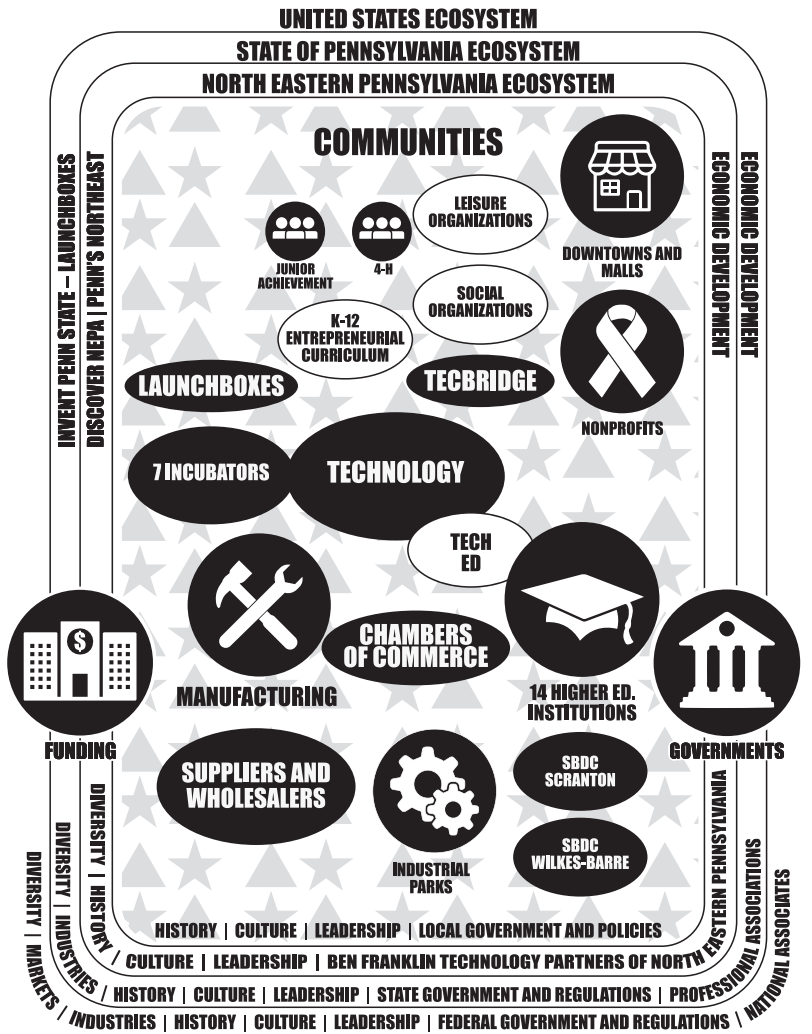 UNITED STATES ECOSYSTEM
STATE OF PENNSYLVANIA ECOSYSTEM
NORTH EASTERN PENNSYLVANIA ECOSYSTEM
INVENT PENN STATE – LAUNCHBOXES
DISCOVER NEPA | PENN'S NORTHEAST
ECONOMIC DEVELOPMENT
ECONOMIC DEVELOPMENT
COMMUNITIES
LEISURE
ORGANIZATIONS
DOWNTOWNS AND
MALLS
JUNIOR
ACHIEVEMENT
4-H
SOCIAL
ORGANIZATIONS
K-12
ENTREPRENEURIAL
CURRICULUM
LAUNCHBOXES
TECBRIDGE
NONPROFITS
7 INCUBATORS
TECHNOLOGY
TECH
ED
CHAMBERS
OF COMMERCE
MANUFACTURING
14 HIGHER ED.
INSTITUTIONS
$
FUNDING
GOVERNMENTS
SUPPLIERS AND
WHOLESALERS
INDUSTRIAL
PARKS
SBDC
SCRANTON
SBDC
WILKES-BARRE
HISTORY | CULTURE | LEADERSHIP | LOCAL GOVERNMENT AND POLICIES
DIVERSITY | HISTORY / CULTURE | LEADERSHIP | BEN FRANKLIN TECHNOLOGY PARTNERS OF NORTH EASTERN PENNSYLVANIA
DIVERSITY | INDUSTRIES / HISTORY | CULTURE | LEADERSHIP | STATE GOVERNMENT AND REGULATIONS | PROFESSIONAL ASSOCIATIONS
DIVERSITY | MARKETS / INDUSTRIES | HISTORY | CULTURE | LEADERSHIP | FEDERAL GOVERNMENT AND REGULATIONS / NATIONAL ASSOCIATES